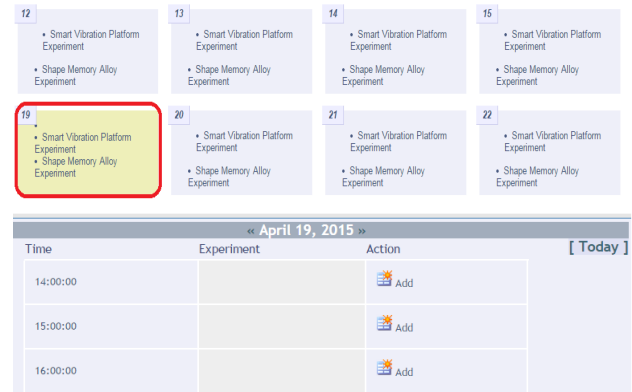 12
13
14
15
• Smart Vibration Platform
Experiment
• Shape Memory Alloy
Experiment
• Smart Vibration Platform
Experiment
• Shape Memory Alloy
Experiment
• Smart Vibration Platform
Experiment
• Shape Memory Alloy
Experiment
• Smart Vibration Platform
Experiment
• Shape Memory Alloy
Experiment
19
20
21
22
•
• Smart Vibration Platform
Experiment
• Shape Memory Alloy
Experiment
• Smart Vibration Platform
Experiment
• Shape Memory Alloy
Experiment
• Smart Vibration Platform
Experiment
• Shape Memory Alloy
Experiment
• Smart Vibration Platform
Experiment
• Shape Memory Alloy
Experiment
« April 19, 2015 »
Time Experiment Action [ Today ]
14:00:00 Add
15:00:00 Add
16:00:00 Add